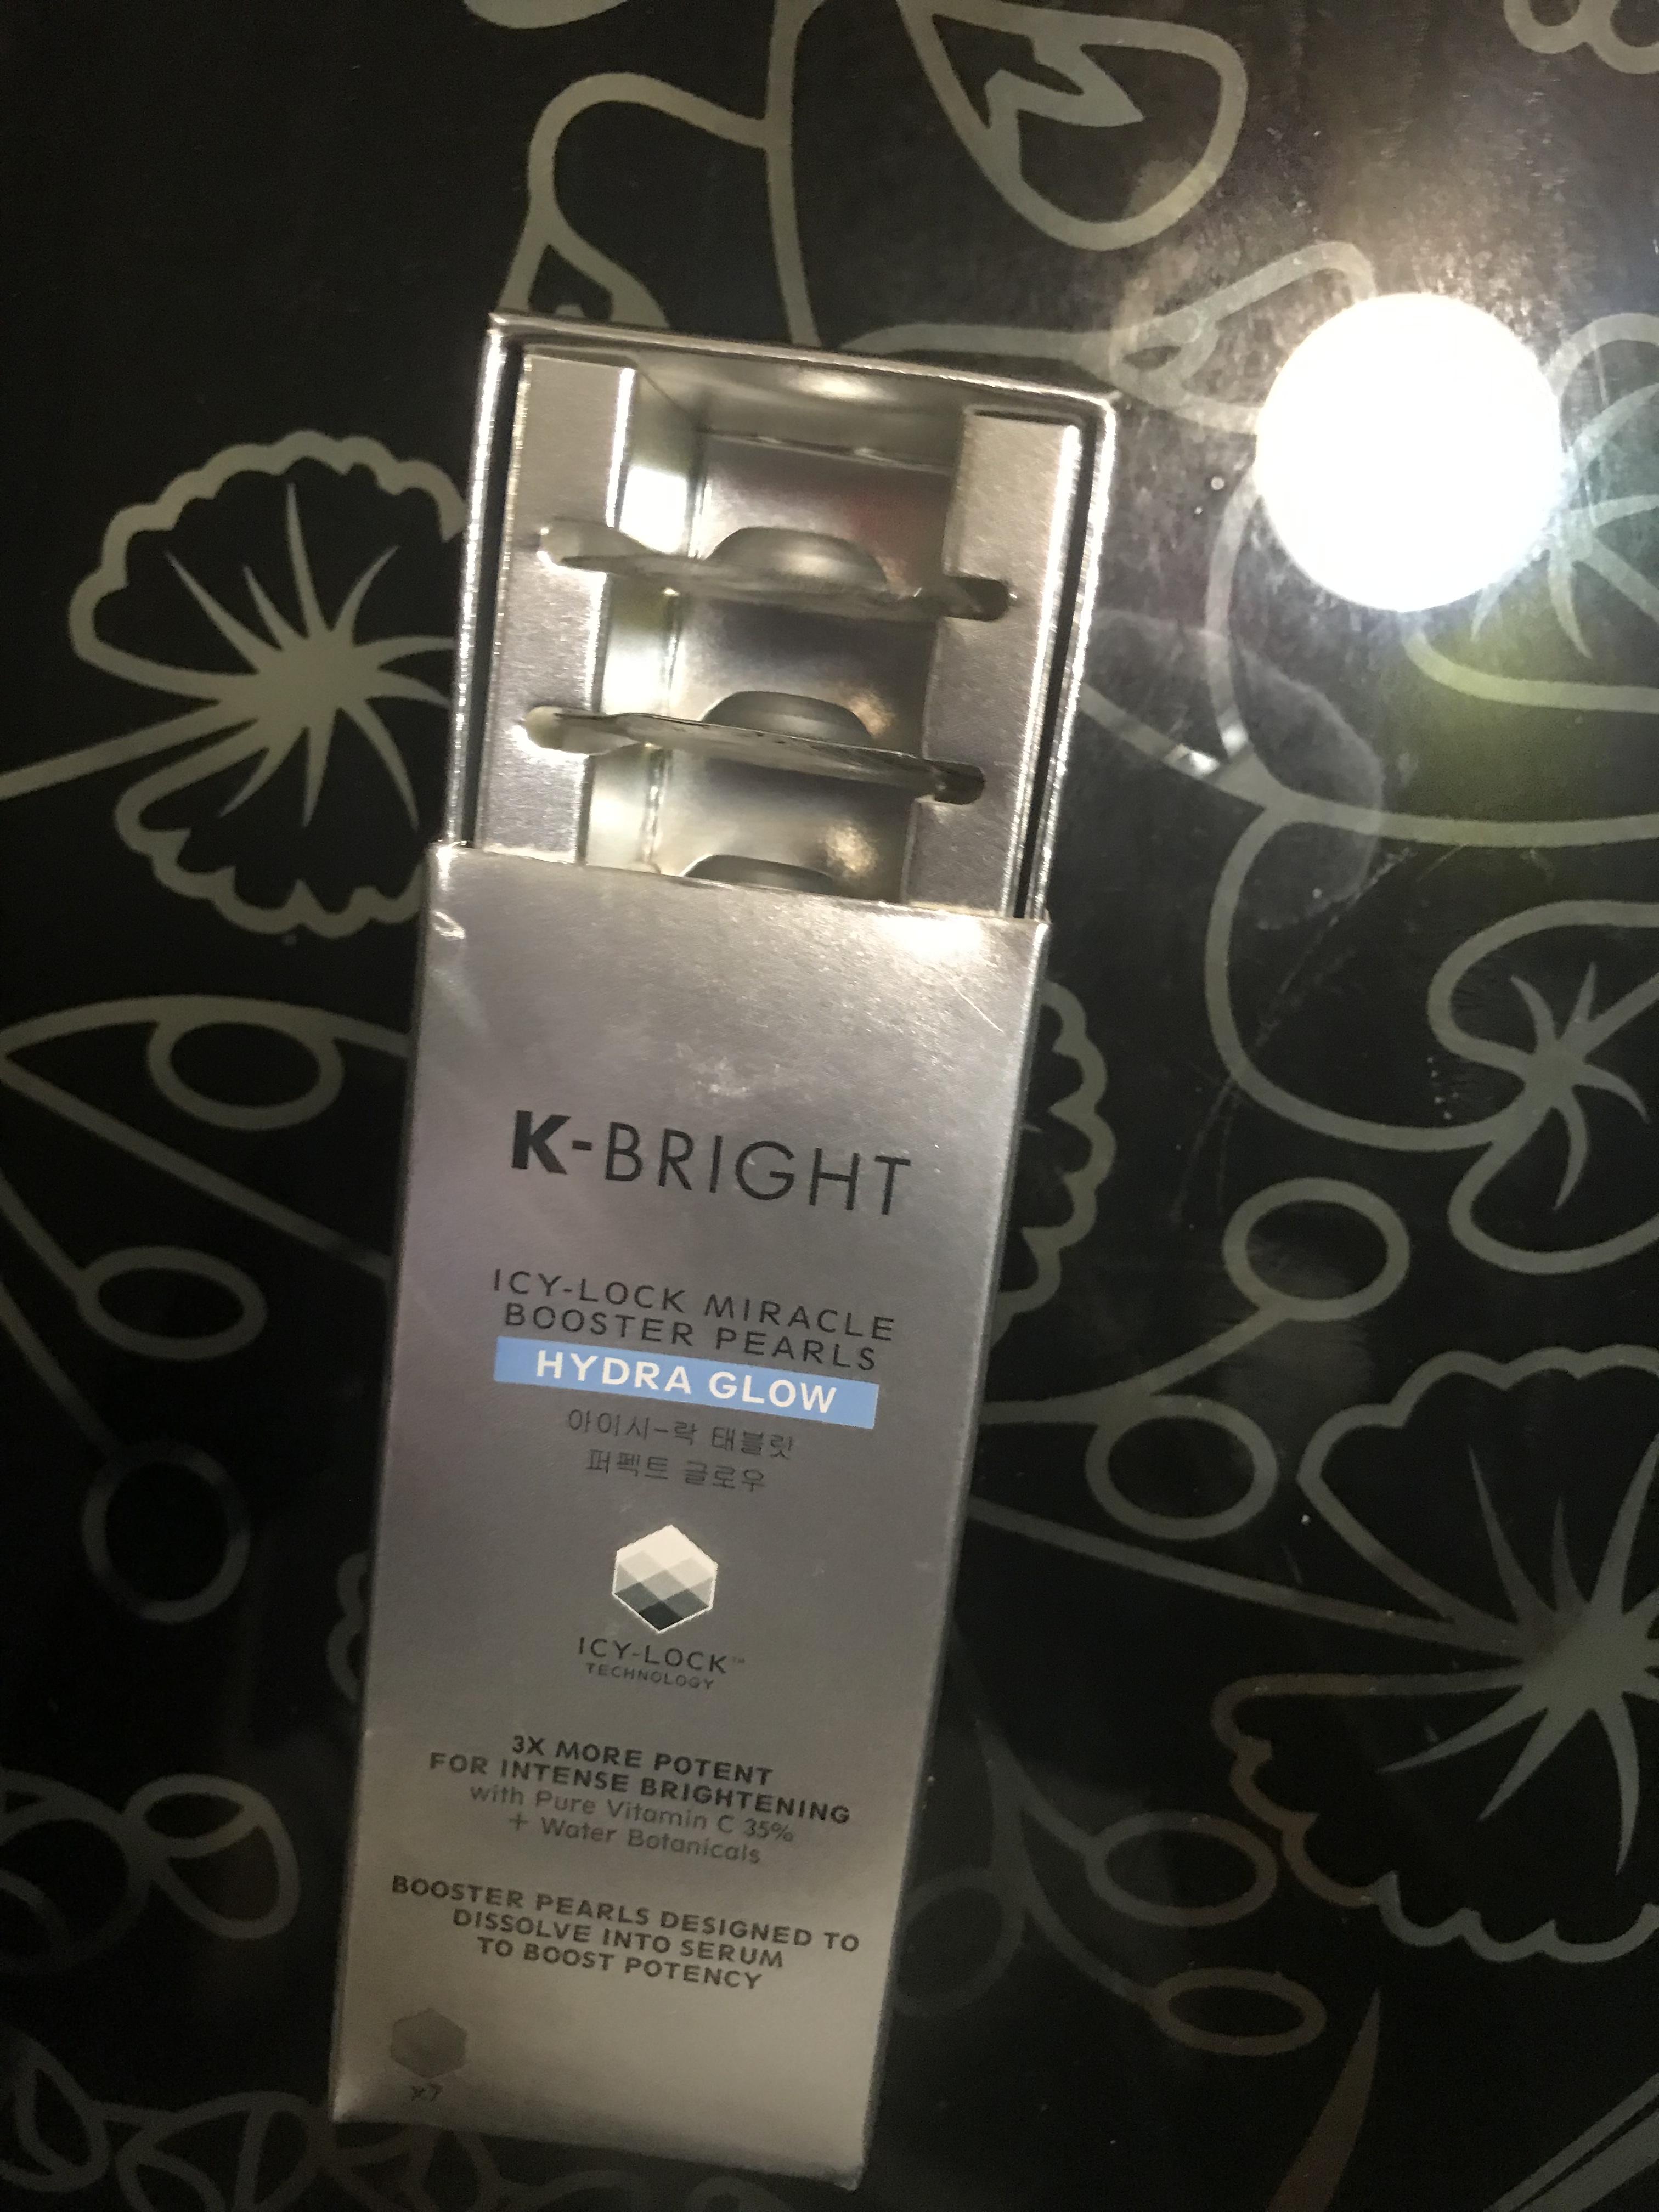 K-BRIGHT
ICY-LOCK MIRACLE
BOOSTER PEARLS
HYDRA GLOW
아이시-락 태블릿
퍼펙트 글로우
ICY-LOCK™
TECHNOLOGY
3X MORE POTENT
FOR INTENSE BRIGHTENING
with Pure Vitamin C 35%
+ Water Botanicals
BOOSTER PEARLS DESIGNED TO
DISSOLVE INTO SERUM
TO BOOST POTENCY
x7